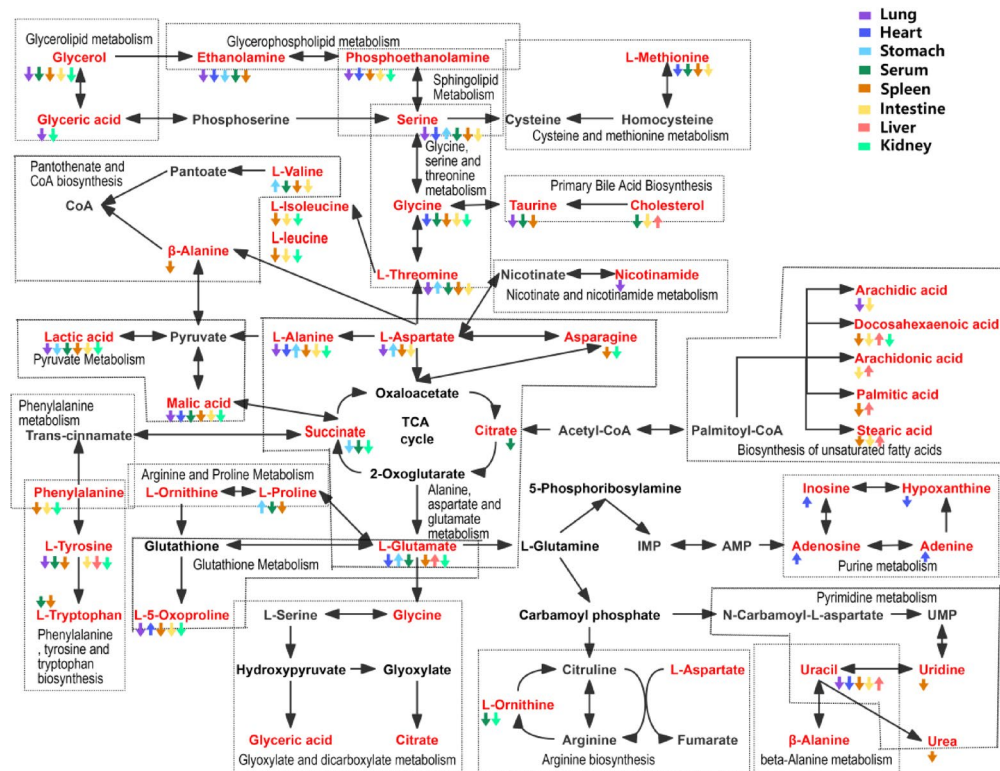 Lung
Heart
Stomach
Serum
Spleen
Intestine
Liver
Kidney
Glycerolipid metabolism
Glycerophospholipid metabolism
Glycerol
Ethanolamine
Phosphoethanolamine
L-Methionine
Sphingolipid
Metabolism
Glyceric acid
Phosphoserine
Serine
Cysteine
Homocysteine
Cysteine and methionine metabolism
Glycine,
serine and
threonine
metabolism
Pantothenate and
CoA biosynthesis
Pantoate
L-Valine
CoA
L-Isoleucine
L-leucine
β-Alanine
Primary Bile Acid Biosynthesis
Glycine
Taurine
Cholesterol
L-Threomine
Nicotinate
Nicotinamide
Nicotinate and nicotinamide metabolism
Arachidic acid
Docosahexaenoic acid
Arachidonic acid
Palmitic acid
Stearic acid
Palmitoyl-CoA
Biosynthesis of unsaturated fatty acids
Lactic acid
Pyruvate
L-Alanine
L-Aspartate
Asparagine
Pyruvate Metabolism
Malic acid
Oxaloacetate
TCA
cycle
Succinate
Citrate
Acetyl-CoA
2-Oxoglutarate
Phenylalanine
metabolism
Trans-cinnamate
Arginine and Proline Metabolism
Phenylalanine
L-Ornithine
L-Proline
Alanine,
aspartate and
glutamate
metabolism
5-Phosphoribosylamine
Inosine
Hypoxanthine
L-Tyrosine
Glutathione
Glutathione Metabolism
L-Glutamate
L-Glutamine
IMP
AMP
Adenosine
Adenine
Purine metabolism
L-Tryptophan
L-5-Oxoproline
Phenylalanine
, tyrosine and
tryptophan
biosynthesis
L-Serine
Glycine
Carbamoyl phosphate
Pyrimidine metabolism
N-Carbamoyl-L-aspartate
UMP
Hydroxypyruvate
Glyoxylate
Citruline
L-Aspartate
Uracil
Uridine
L-Ornithine
Glyceric acid
Citrate
Glyoxylate and dicarboxylate metabolism
Arginine
Fumarate
Arginine biosynthesis
β-Alanine
Urea
beta-Alanine metabolism